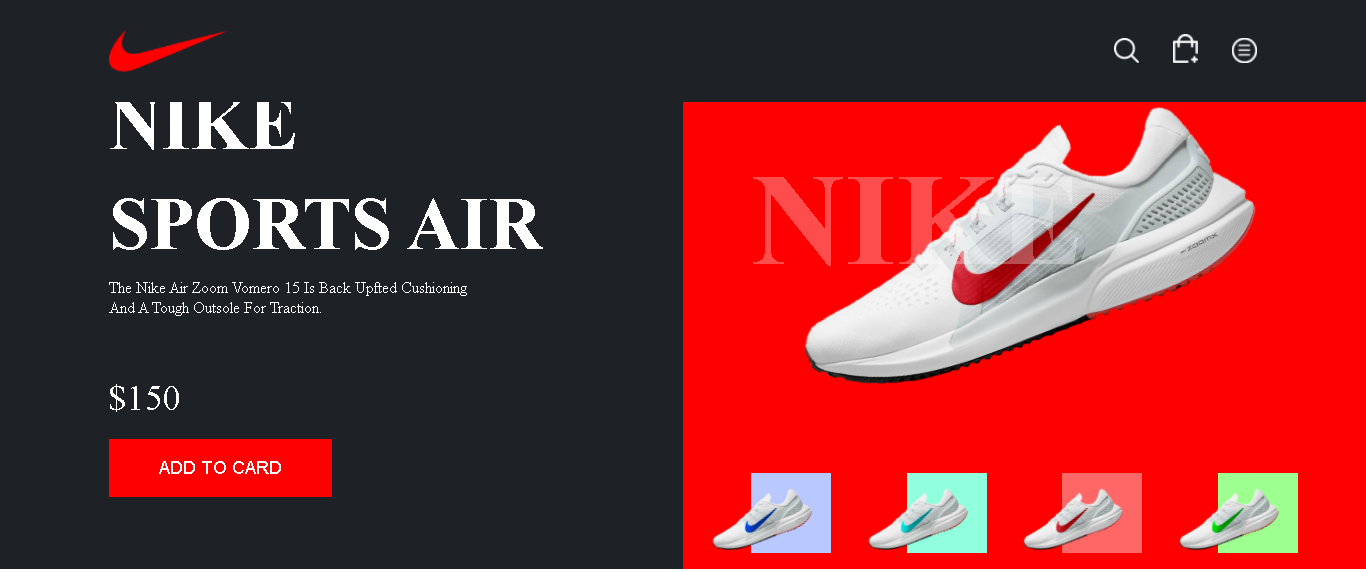 NIKE
SPORTS AIR
The Nike Air Zoom Vomero 15 Is Back Upfted Cushioning
And A Tough Outsole For Traction.
$150
ADD TO CARD
NIKE
ZOOMX